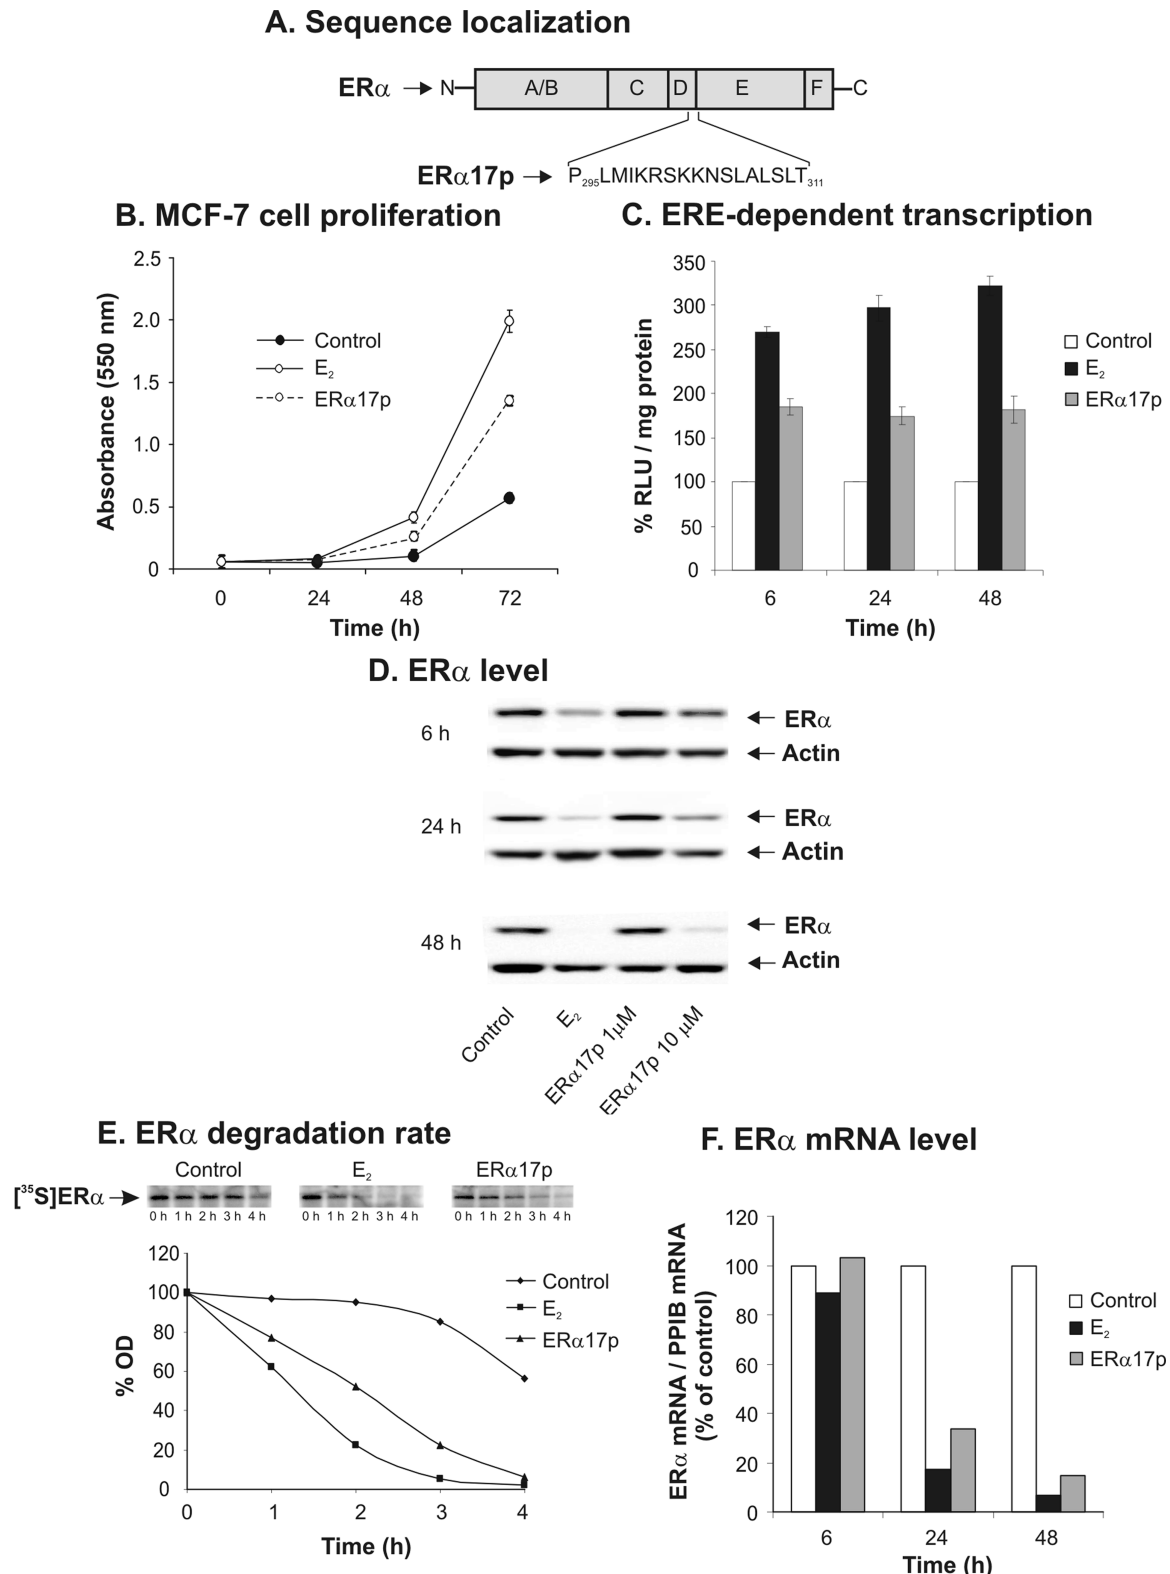 A. Sequence localization
ERα → N A/B C D E F C
ERα17p → P295LMIKRSKKNSLALSLT311
B. MCF-7 cell proliferation
Absorbance (550 nm)
2.5
2.0
1.5
1.0
0.5
0
Control
E2
ERα17p
0 24 48 72
Time (h)
C. ERE-dependent transcription
% RLU / mg protein
350
300
250
200
150
100
50
0
Control
E2
ERα17p
6 24 48
Time (h)
D. ERα level
6 h
← ERα
← Actin
24 h
← ERα
← Actin
48 h
← ERα
← Actin
Control
E2
ERα17p 1μM
ERα17p 10 μM
E. ERα degradation rate
Control E2 ERα17p
[35S]ERα →
0 h 1 h 2 h 3 h 4 h 0 h 1 h 2 h 3 h 4 h 0 h 1 h 2 h 3 h 4 h
% OD
120
100
80
60
40
20
0
Control
E2
ERα17p
0 1 2 3 4
Time (h)
F. ERα mRNA level
ERα mRNA / PPIB mRNA
(% of control)
120
100
80
60
40
20
0
Control
E2
ERα17p
6 24 48
Time (h)